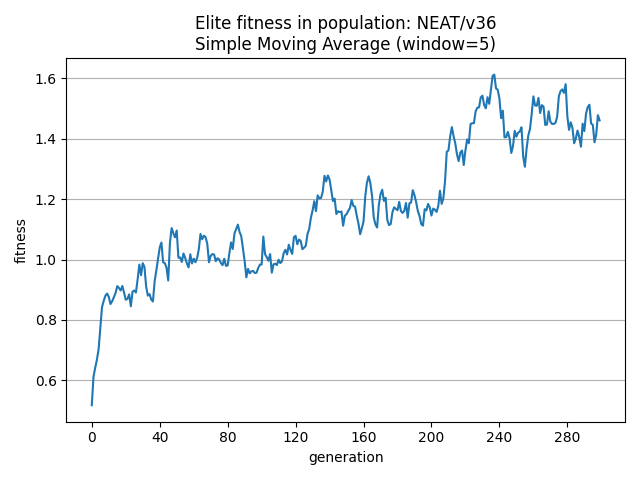 Elite fitness in population: NEAT/v36
Simple Moving Average (window=5)
fitness
1.6
1.4
1.2
1.0
0.8
0.6
0 40 80 120 160 200 240 280
generation